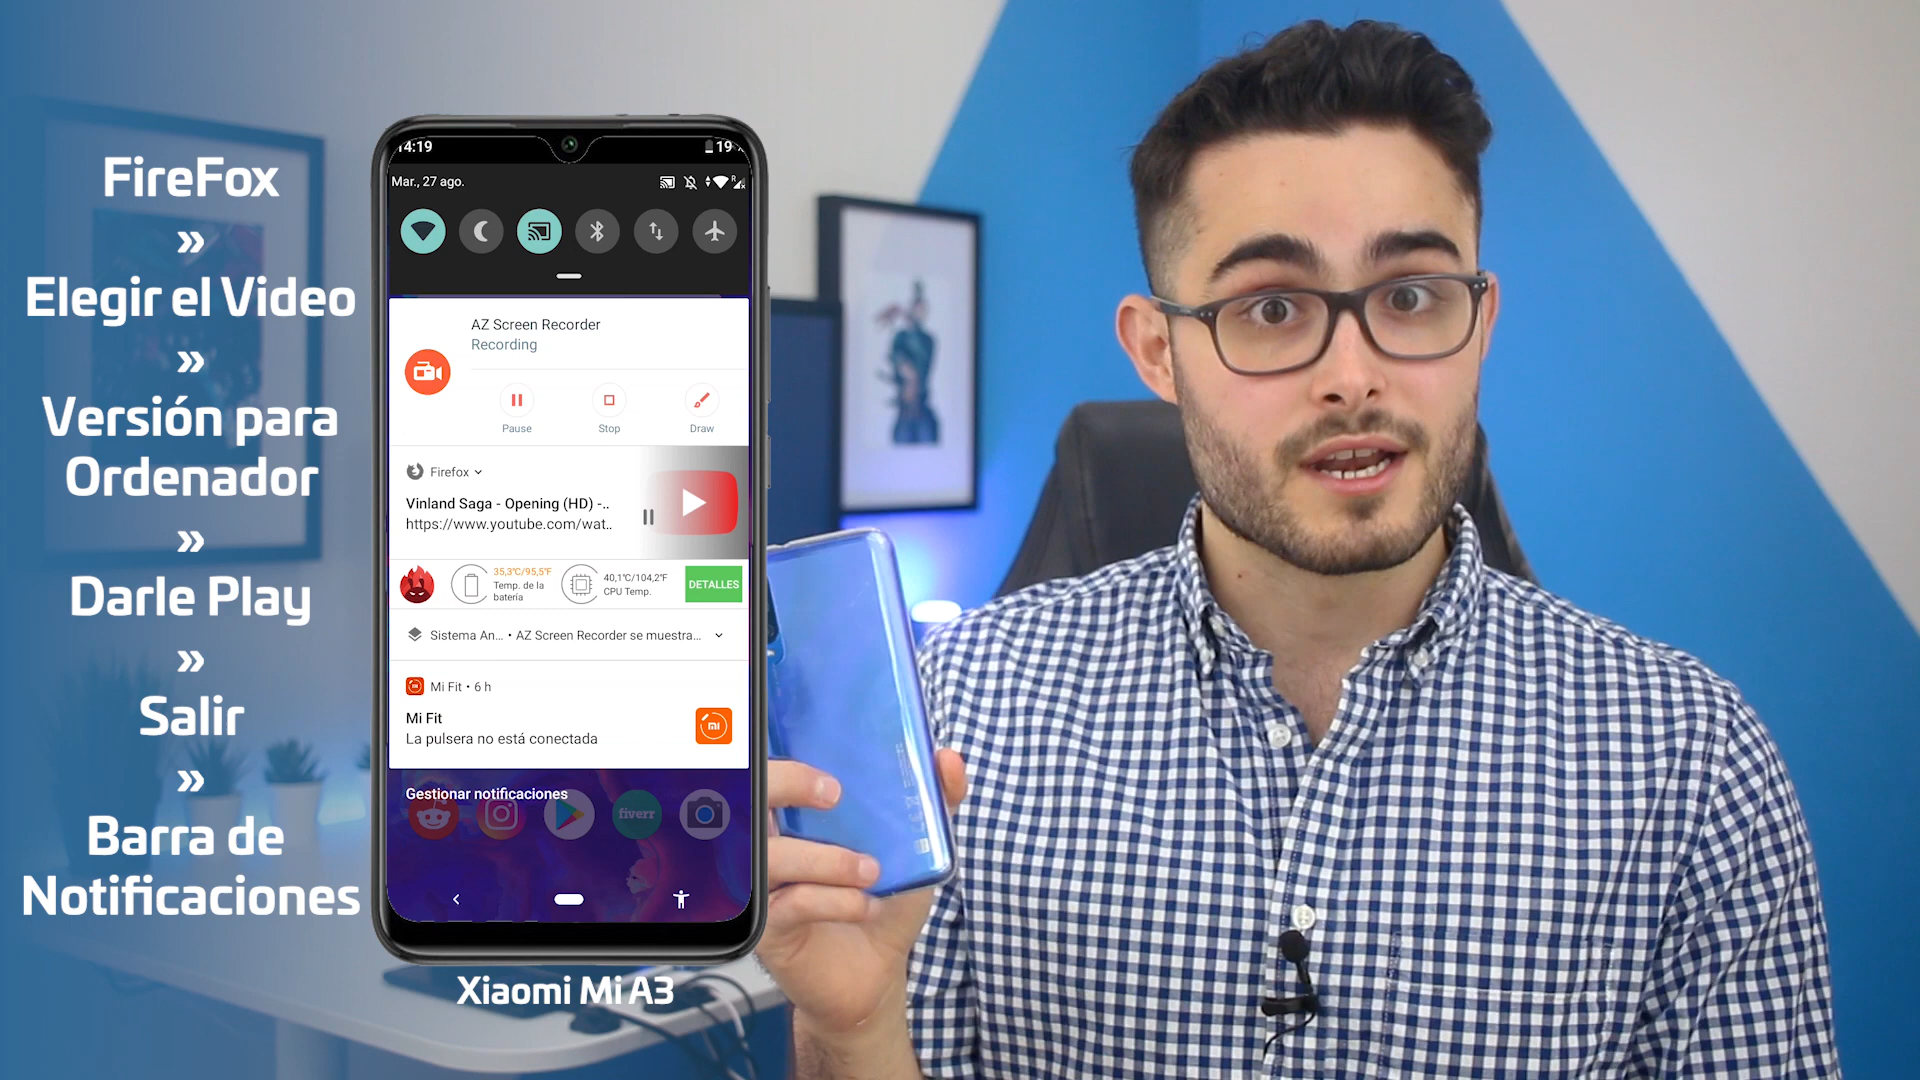 FireFox
»
Elegir el Video
»
Versión para
Ordenador
»
Darle Play
»
Salir
»
Barra de
Notificaciones
14:19
19
Mar., 27 ago.
R
AZ Screen Recorder
Recording
Pause
Stop
Draw
Firefox
Vinland Saga - Opening (HD) -..
https://www.youtube.com/wat..
35,3°C/95,5°F
Temp. de la
batería
40,1°C/104,2°F
CPU Temp.
DETALLES
Sistema An... • AZ Screen Recorder se muestra...
Mi Fit • 6 h
Mi Fit
La pulsera no está conectada
mi
Gestionar notificaciones
fiverr
Xiaomi Mi A3